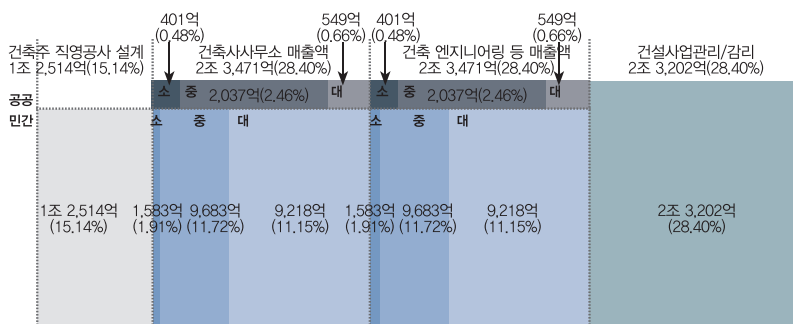 401억
(0.48%)
549억
(0.66%)
401억
(0.48%)
549억
(0.66%)
건축주 직영공사 설계
1조 2,514억(15.14%)
건축사사무소 매출액
2조 3,471억(28.40%)
건축 엔지니어링 등 매출액
2조 3,471억(28.40%)
건설사업관리/감리
2조 3,202억(28.40%)
공공
소 중 2,037억(2.46%) 대
소 중 2,037억(2.46%) 대
민간
소 중 대
소 중 대
1조 2,514억
(15.14%)
1,583억
(1.91%)
9,683억
(11.72%)
9,218억
(11.15%)
1,583억
(1.91%)
9,683억
(11.72%)
9,218억
(11.15%)
2조 3,202억
(28.40%)